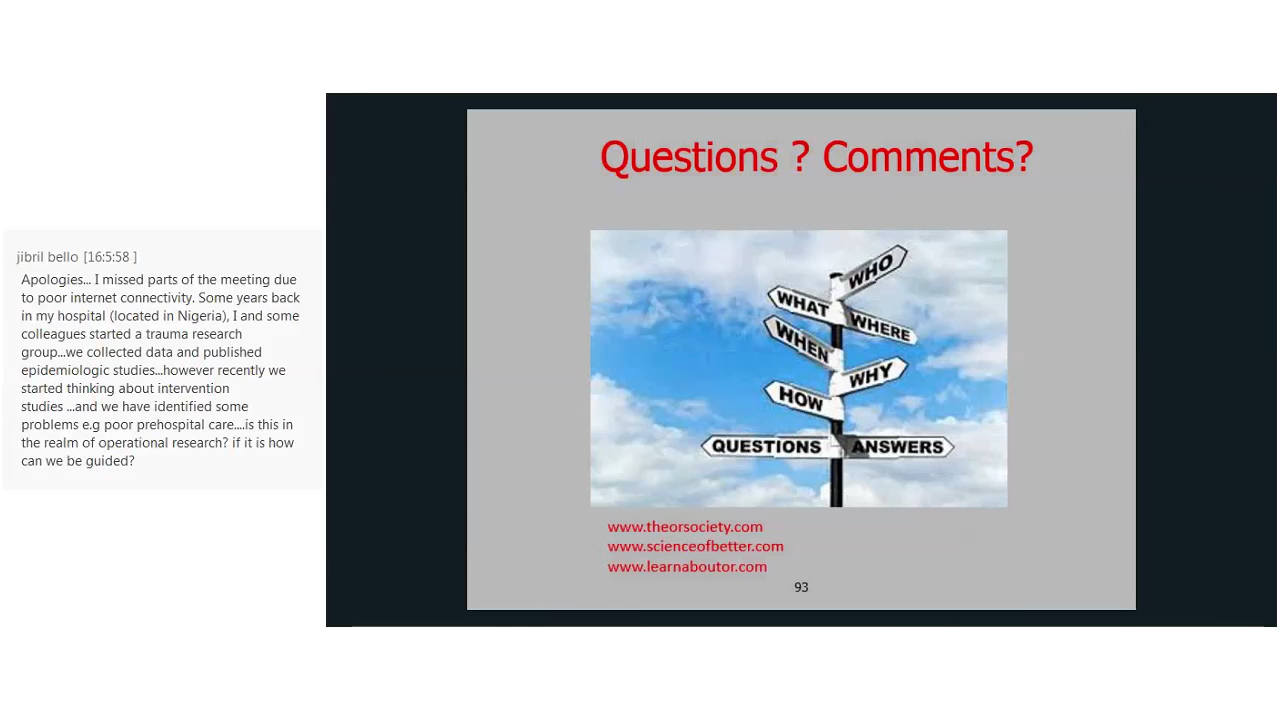 jibril bello [16:5:58 ]
Apologies... I missed parts of the meeting due
to poor internet connectivity. Some years back
in my hospital (located in Nigeria), I and some
colleagues started a trauma research
group...we collected data and published
epidemiologic studies...however recently we
started thinking about intervention
studies ...and we have identified some
problems e.g poor prehospital care....is this in
the realm of operational research? if it is how
can we be guided?
Questions ? Comments?
WHO
WHAT
WHERE
WHEN
WHY
HOW
QUESTIONS
ANSWERS
www.theorsociety.com
www.scienceofbetter.com
www.learnaboutor.com
93